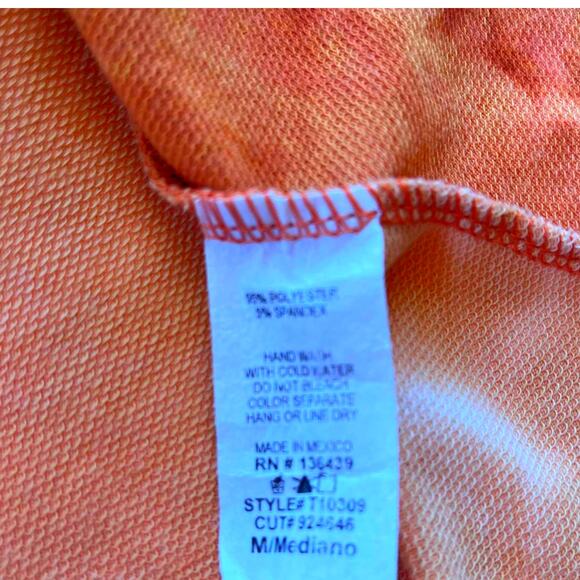 95% POLYESTER
5% SPANDEX
HAND WASH
WITH COLD WATER
DO NOT BLEACH
COLOR SEPARATE
HANG OR LINE DRY
MADE IN MEXICO
RN # 136439
STYLE# T10309
CUT# 924646
M/Mediano